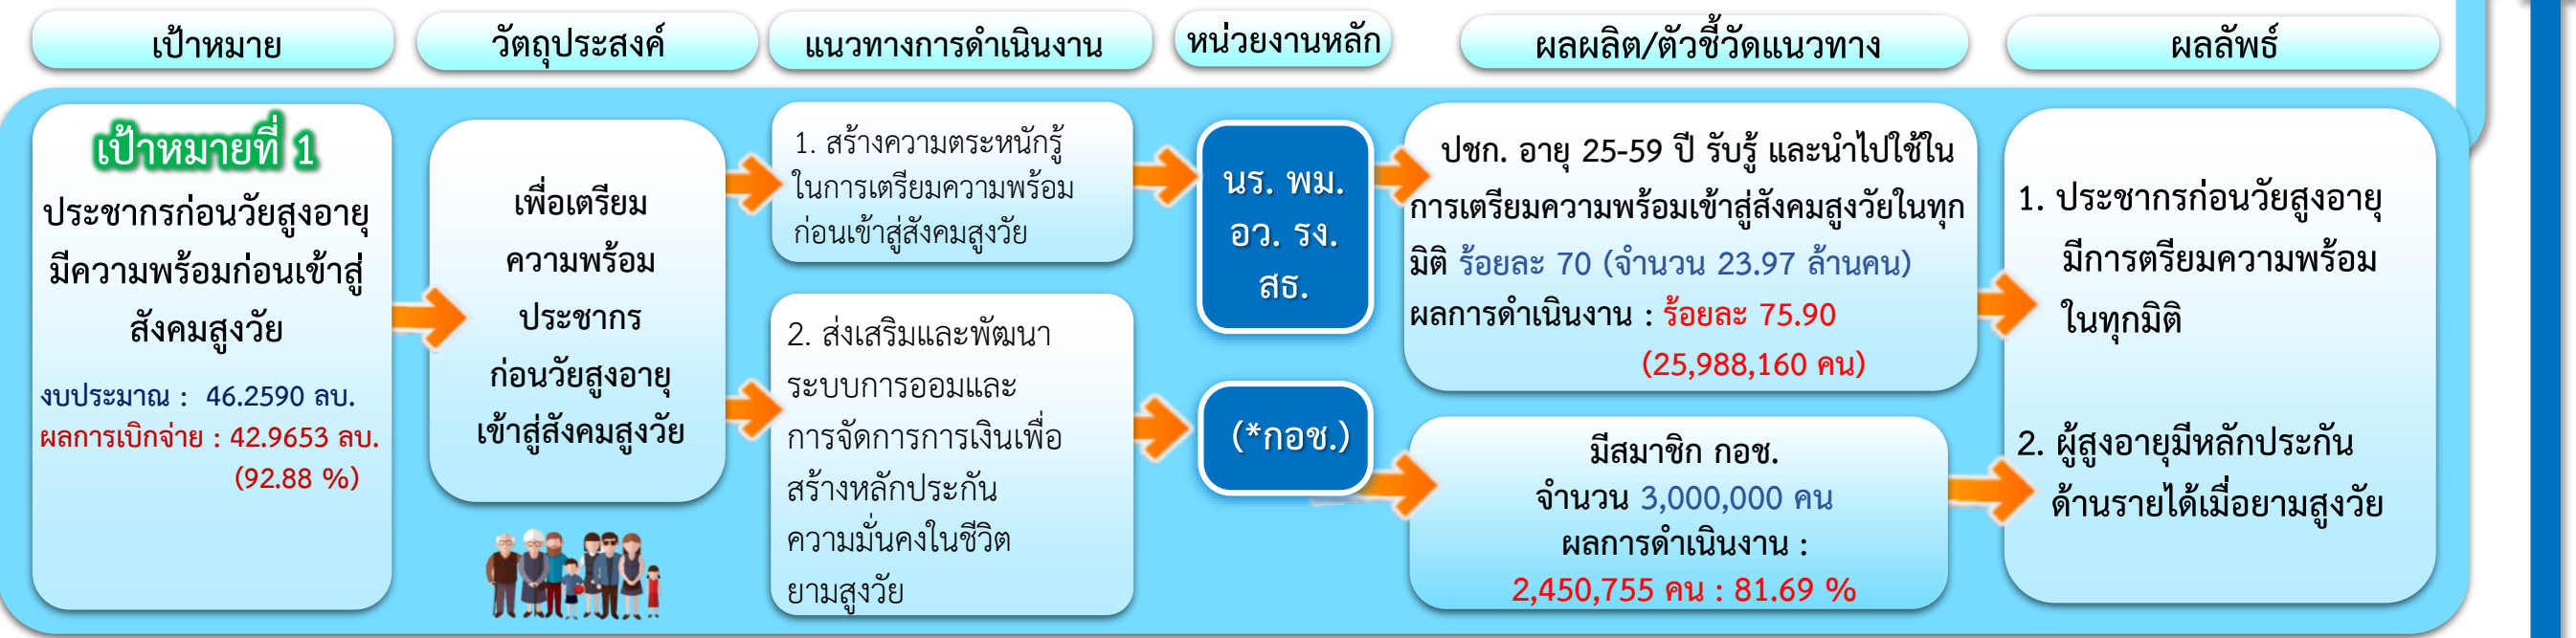 เป้าหมาย
วัตถุประสงค์
แนวทางการดำเนินงาน
หน่วยงานหลัก
ผลผลิต/ตัวชี้วัดแนวทาง
ผลลัพธ์
เป้าหมายที่ 1
ประชากรก่อนวัยสูงอายุ
มีความพร้อมก่อนเข้าสู่
สังคมสูงวัย
งบประมาณ : 46.2590 ลบ.
ผลการเบิกจ่าย : 42.9653 ลบ.
(92.88 %)
เพื่อเตรียม
ความพร้อม
ประชากร
ก่อนวัยสูงอายุ
เข้าสู่สังคมสูงวัย
1. สร้างความตระหนักรู้
ในการเตรียมความพร้อม
ก่อนเข้าสู่สังคมสูงวัย
2. ส่งเสริมและพัฒนา
ระบบการออมและ
การจัดการการเงินเพื่อ
สร้างหลักประกัน
ความมั่นคงในชีวิต
ยามสูงวัย
นร. พม.
อว. รง.
สธ.
(*กอช.)
ปชก. อายุ 25-59 ปี รับรู้ และนำไปใช้ใน
การเตรียมความพร้อมเข้าสู่สังคมสูงวัยในทุก
มิติ ร้อยละ 70 (จำนวน 23.97 ล้านคน)
ผลการดำเนินงาน : ร้อยละ 75.90
(25,988,160 คน)
มีสมาชิก กอช.
จำนวน 3,000,000 คน
ผลการดำเนินงาน :
2,450,755 คน : 81.69 %
1. ประชากรก่อนวัยสูงอายุ
มีการตรียมความพร้อม
ในทุกมิติ
2. ผู้สูงอายุมีหลักประกัน
ด้านรายได้เมื่อยามสูงวัย